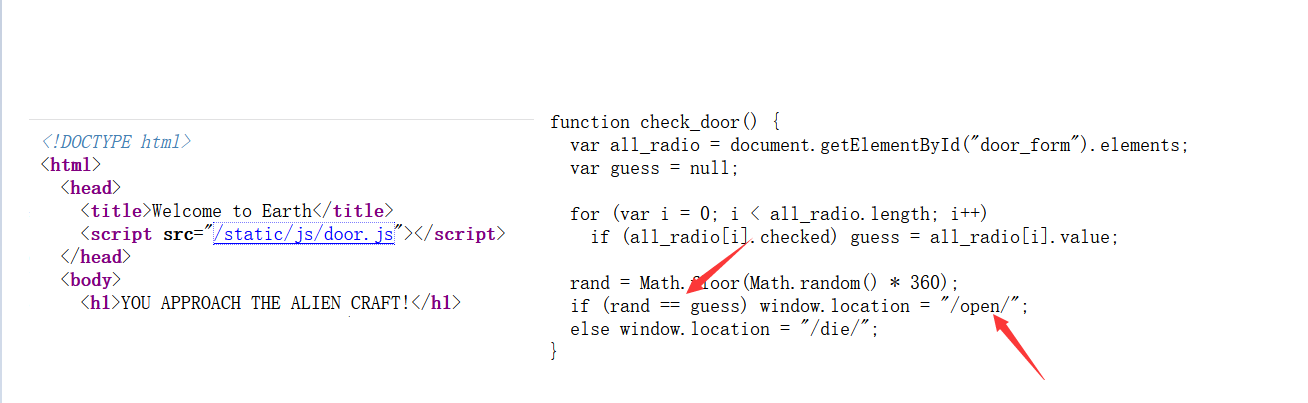 <!DOCTYPE html>
<html>
<head>
<title>Welcome to Earth</title>
<script src="/static/js/door.js"></script>
</head>
<body>
<h1>YOU APPROACH THE ALIEN CRAFT!</h1>
function check_door() {
var all_radio = document.getElementById("door_form").elements;
var guess = null;
for (var i = 0; i < all_radio.length; i++)
if (all_radio[i].checked) guess = all_radio[i].value;
rand = Math.floor(Math.random() * 360);
if (rand == guess) window.location = "/open/";
else window.location = "/die/";
}